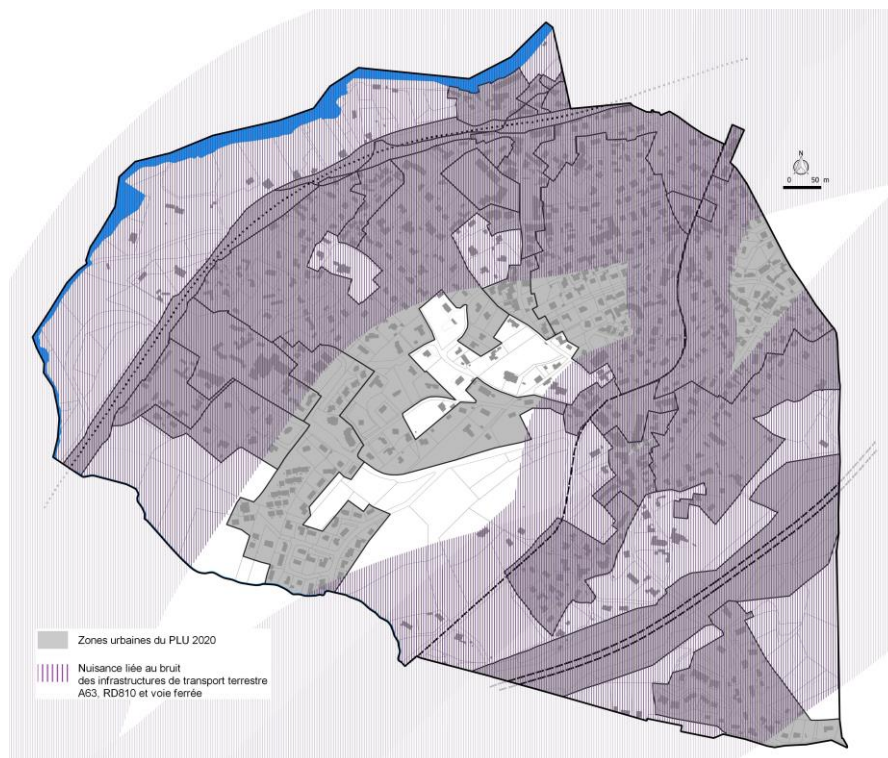 N
0 50 m
Zones urbaines du PLU 2020
Nuisance liée au bruit
des infrastructures de transport terrestre
A63, RD810 et voie ferrée